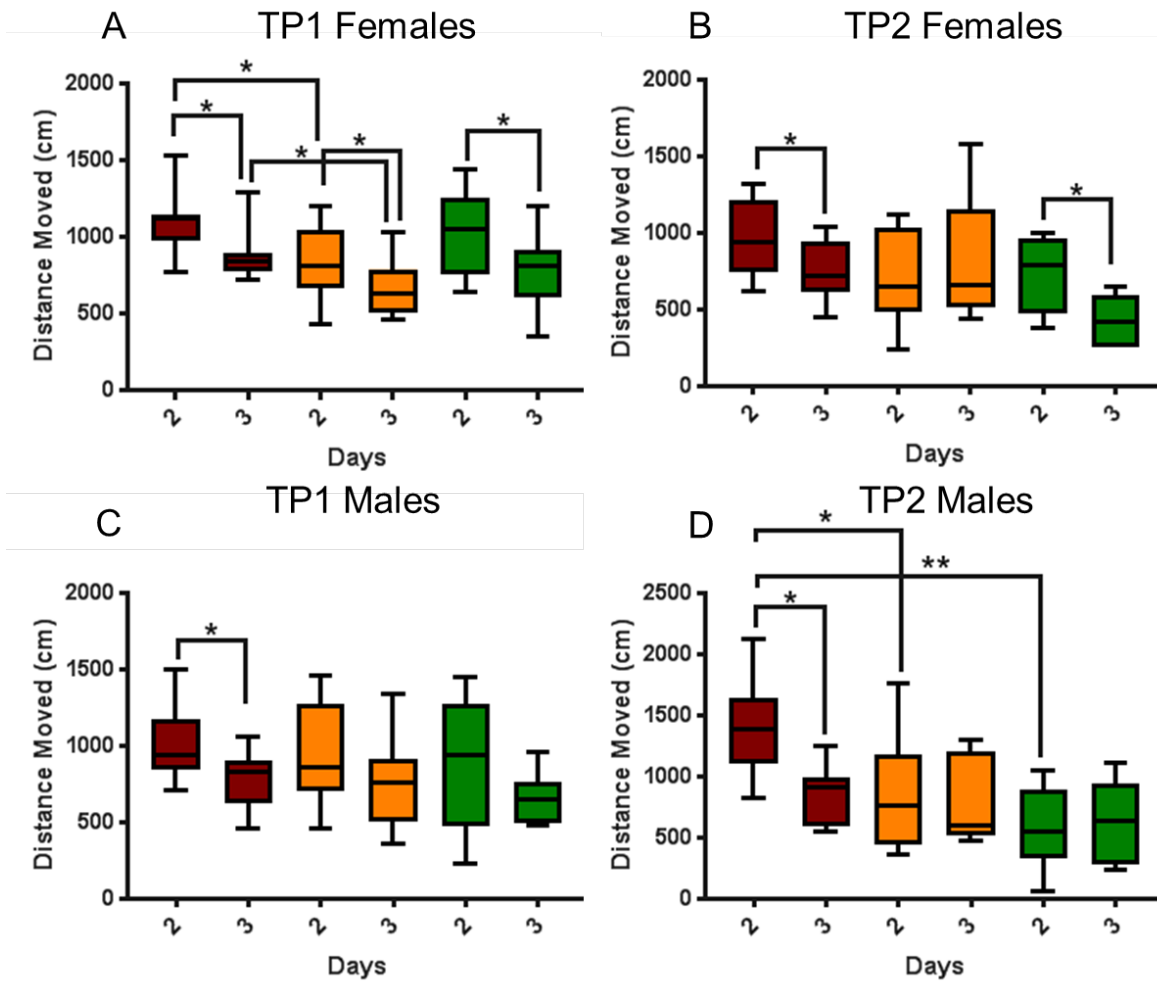 A TP1 Females
Distance Moved (cm)
2000
1500
1000
500
0
* * * * *
2 3 2 3 2 3
Days
B TP2 Females
Distance Moved (cm)
2000
1500
1000
500
0
* *
2 3 2 3 2 3
Days
C TP1 Males
Distance Moved (cm)
2000
1500
1000
500
0
*
2 3 2 3 2 3
Days
D TP2 Males
Distance Moved (cm)
2500
2000
1500
1000
500
0
*
**
*
2 3 2 3 2 3
Days